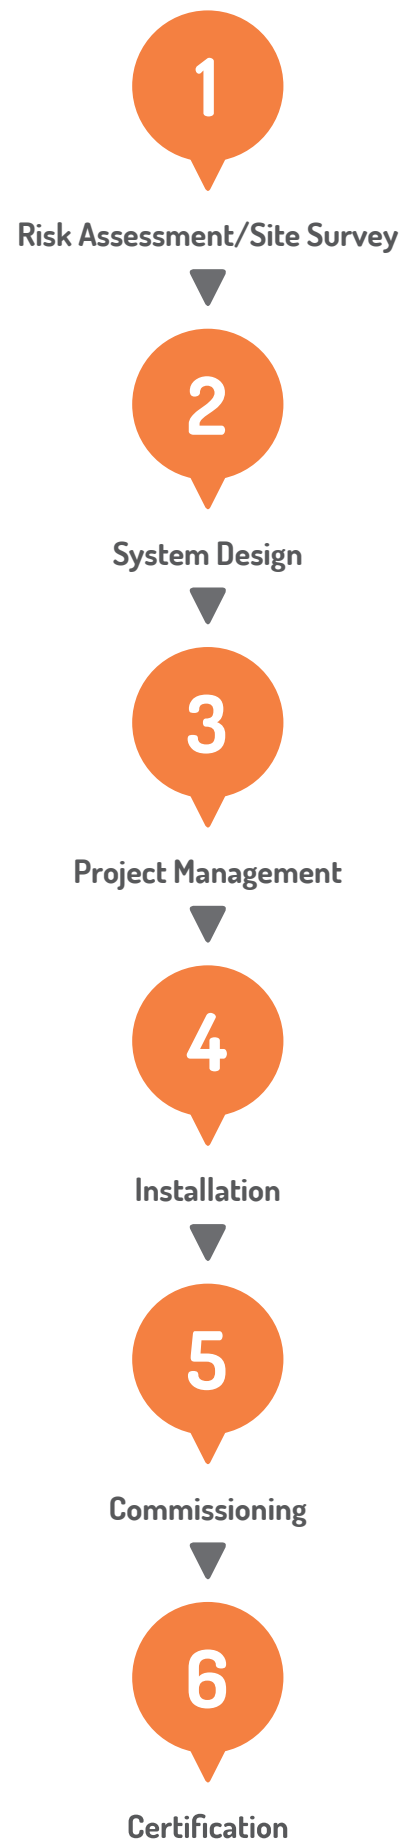 1
Risk Assessment/Site Survey
2
System Design
3
Project Management
4
Installation
5
Commissioning
6
Certification